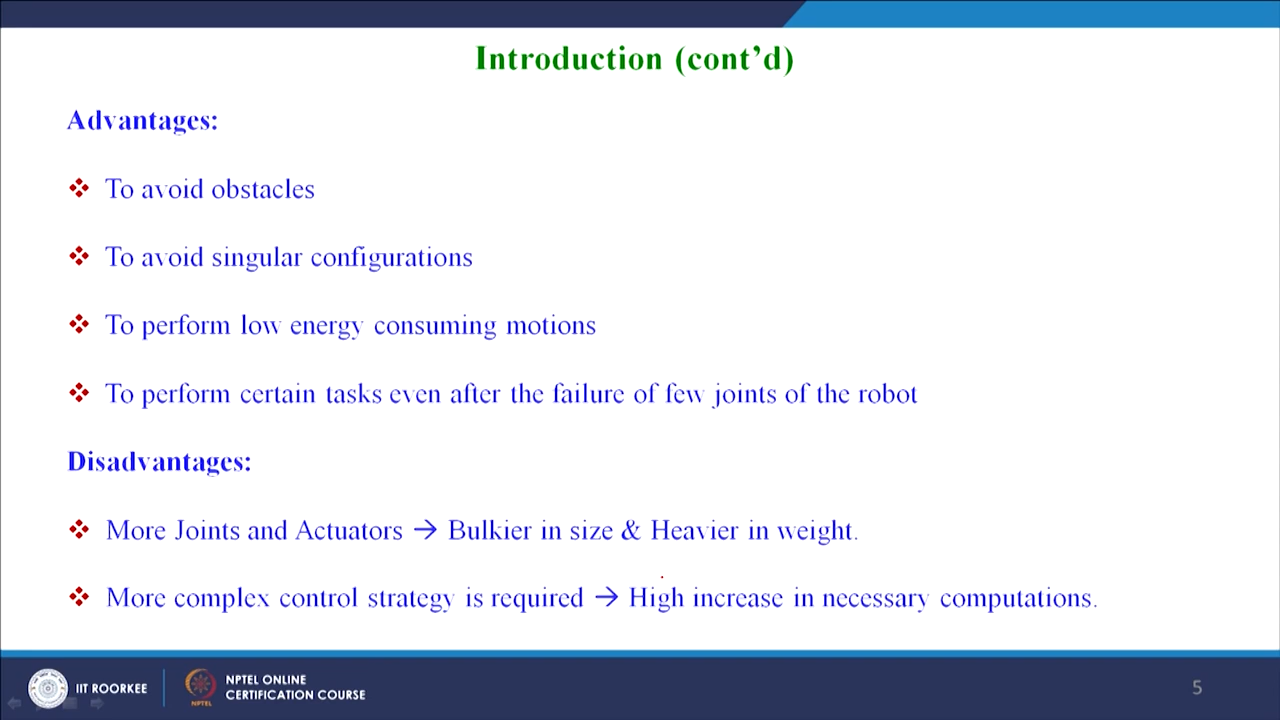 Introduction (cont’d)
Advantages:
❖ To avoid obstacles
❖ To avoid singular configurations
❖ To perform low energy consuming motions
❖ To perform certain tasks even after the failure of few joints of the robot
Disadvantages:
❖ More Joints and Actuators → Bulkier in size & Heavier in weight.
❖ More complex control strategy is required → High increase in necessary computations.
IIT ROORKEE
NPTEL
NPTEL ONLINE
CERTIFICATION COURSE
5